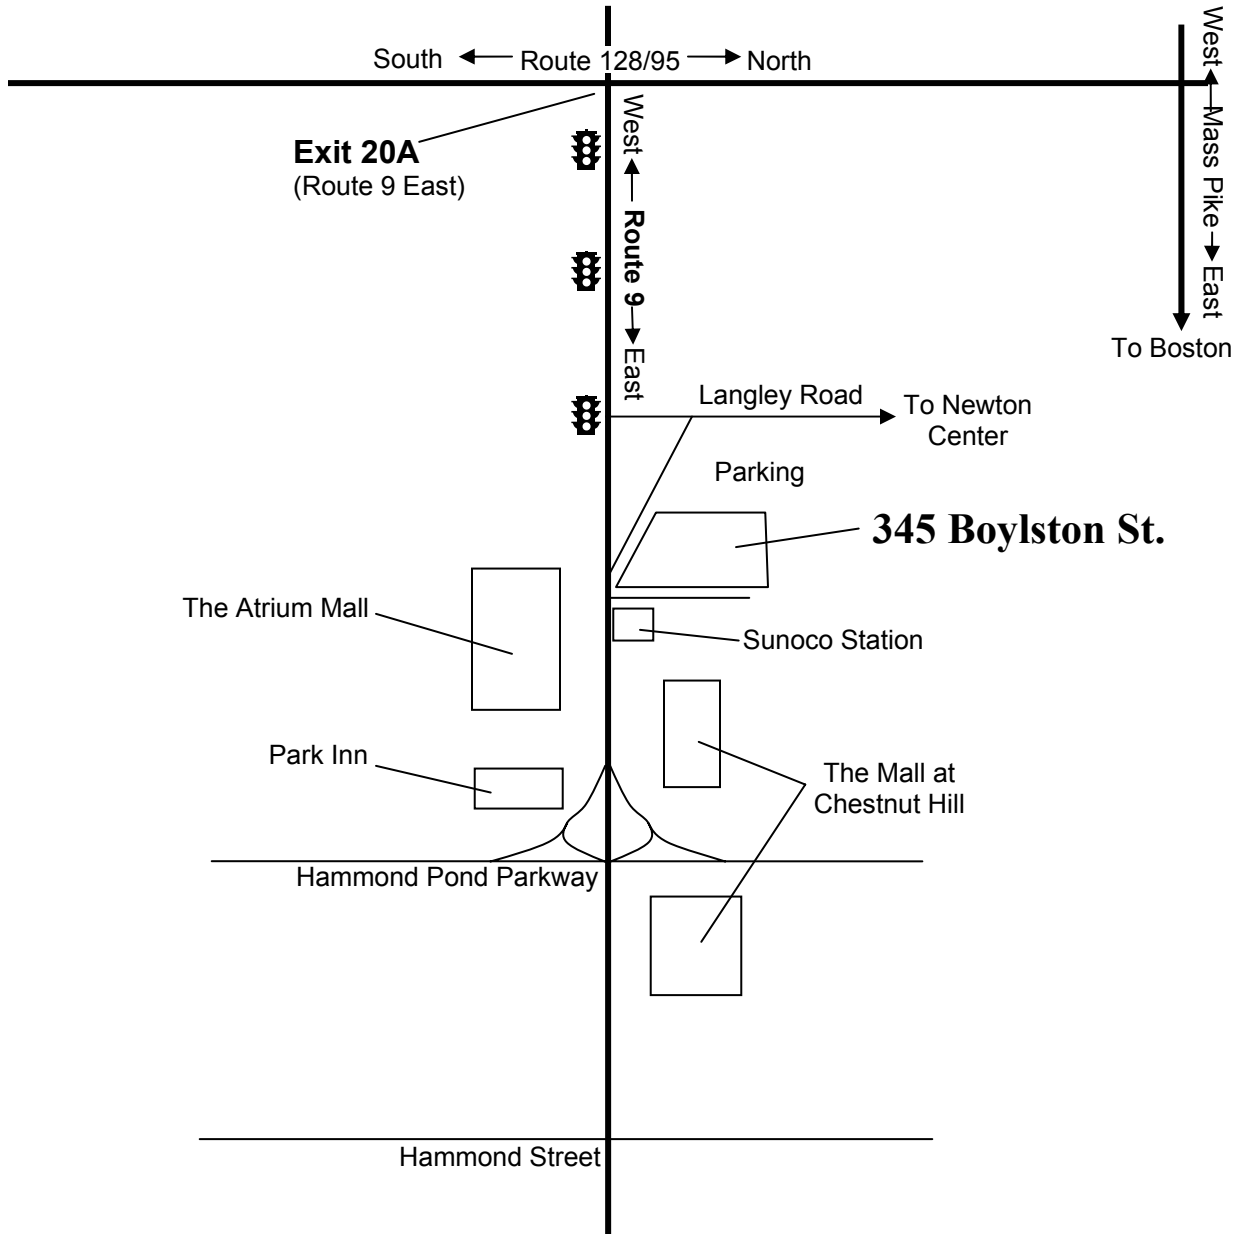 South Route 128/95 North
West Mass Pike East
Exit 20A
(Route 9 East)
West Route 9 East
To Boston
Langley Road
To Newton
Center
Parking
345 Boylston St.
The Atrium Mall
Sunoco Station
Park Inn
The Mall at
Chestnut Hill
Hammond Pond Parkway
Hammond Street